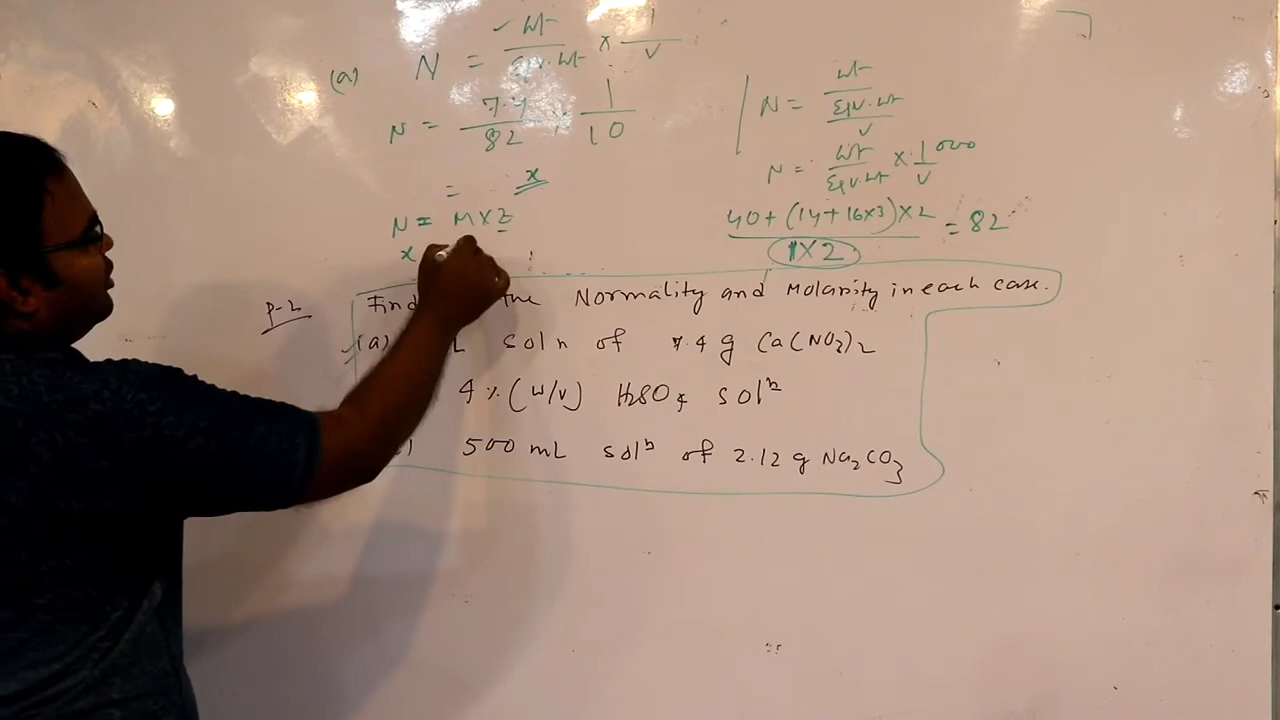 (a) N = wt / Eqv. wt × 1 / V
N = 7.4 / 82 × 1 / 10
= x
N = M × Z
x
N = wt / Eqv. wt / V
N = wt / Eqv. wt × 1000 / V
40 + (14 + 16×3) × 2 / 1×2 = 82
P-2 Find the Normality and Molarity in each case.
(a) L soln of 7.4 g Ca(NO3)2
4 % (w/v) H2SO4 solⁿ
) 500 mL solⁿ of 2.12 g Na2CO3